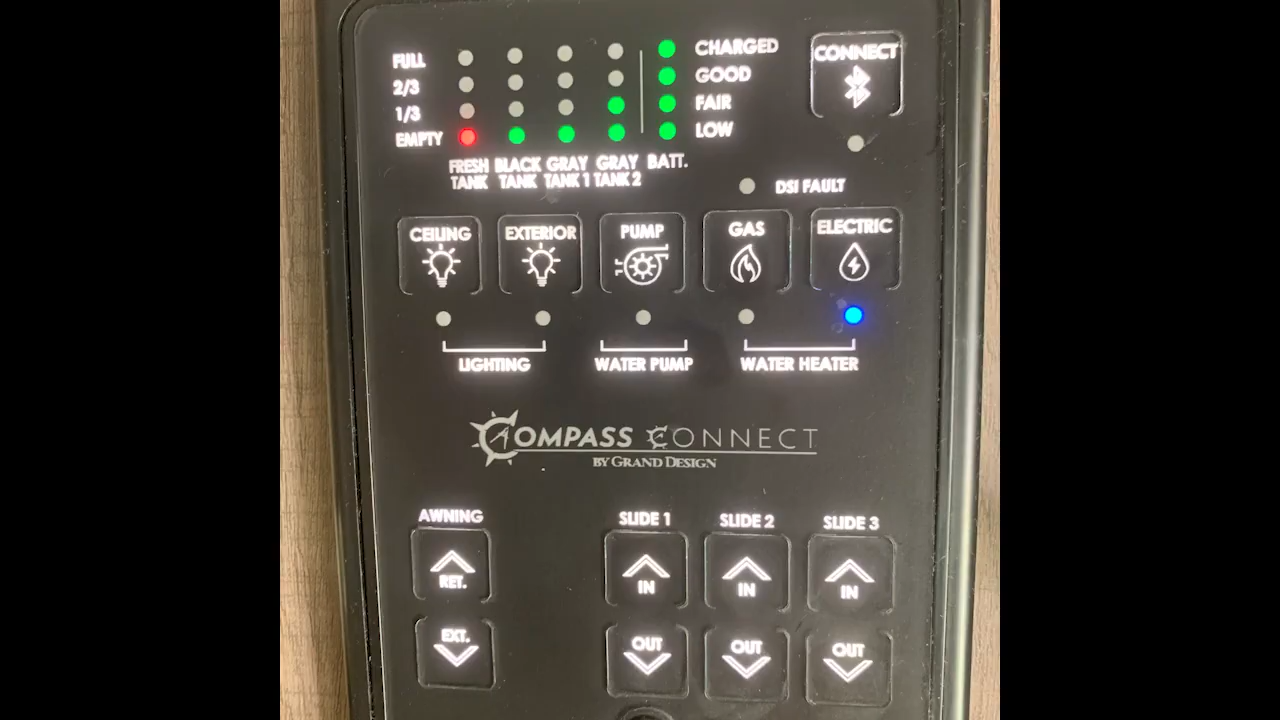 FULL
2/3
1/3
EMPTY
CHARGED
GOOD
FAIR
LOW
FRESH TANK
BLACK TANK
GRAY TANK 1
GRAY TANK 2
BATT.
CONNECT
DSI FAULT
CEILING
EXTERIOR
PUMP
GAS
ELECTRIC
LIGHTING
WATER PUMP
WATER HEATER
COMPASS CONNECT
BY GRAND DESIGN
AWNING
SLIDE 1
SLIDE 2
SLIDE 3
RET.
IN
IN
IN
EXT.
OUT
OUT
OUT